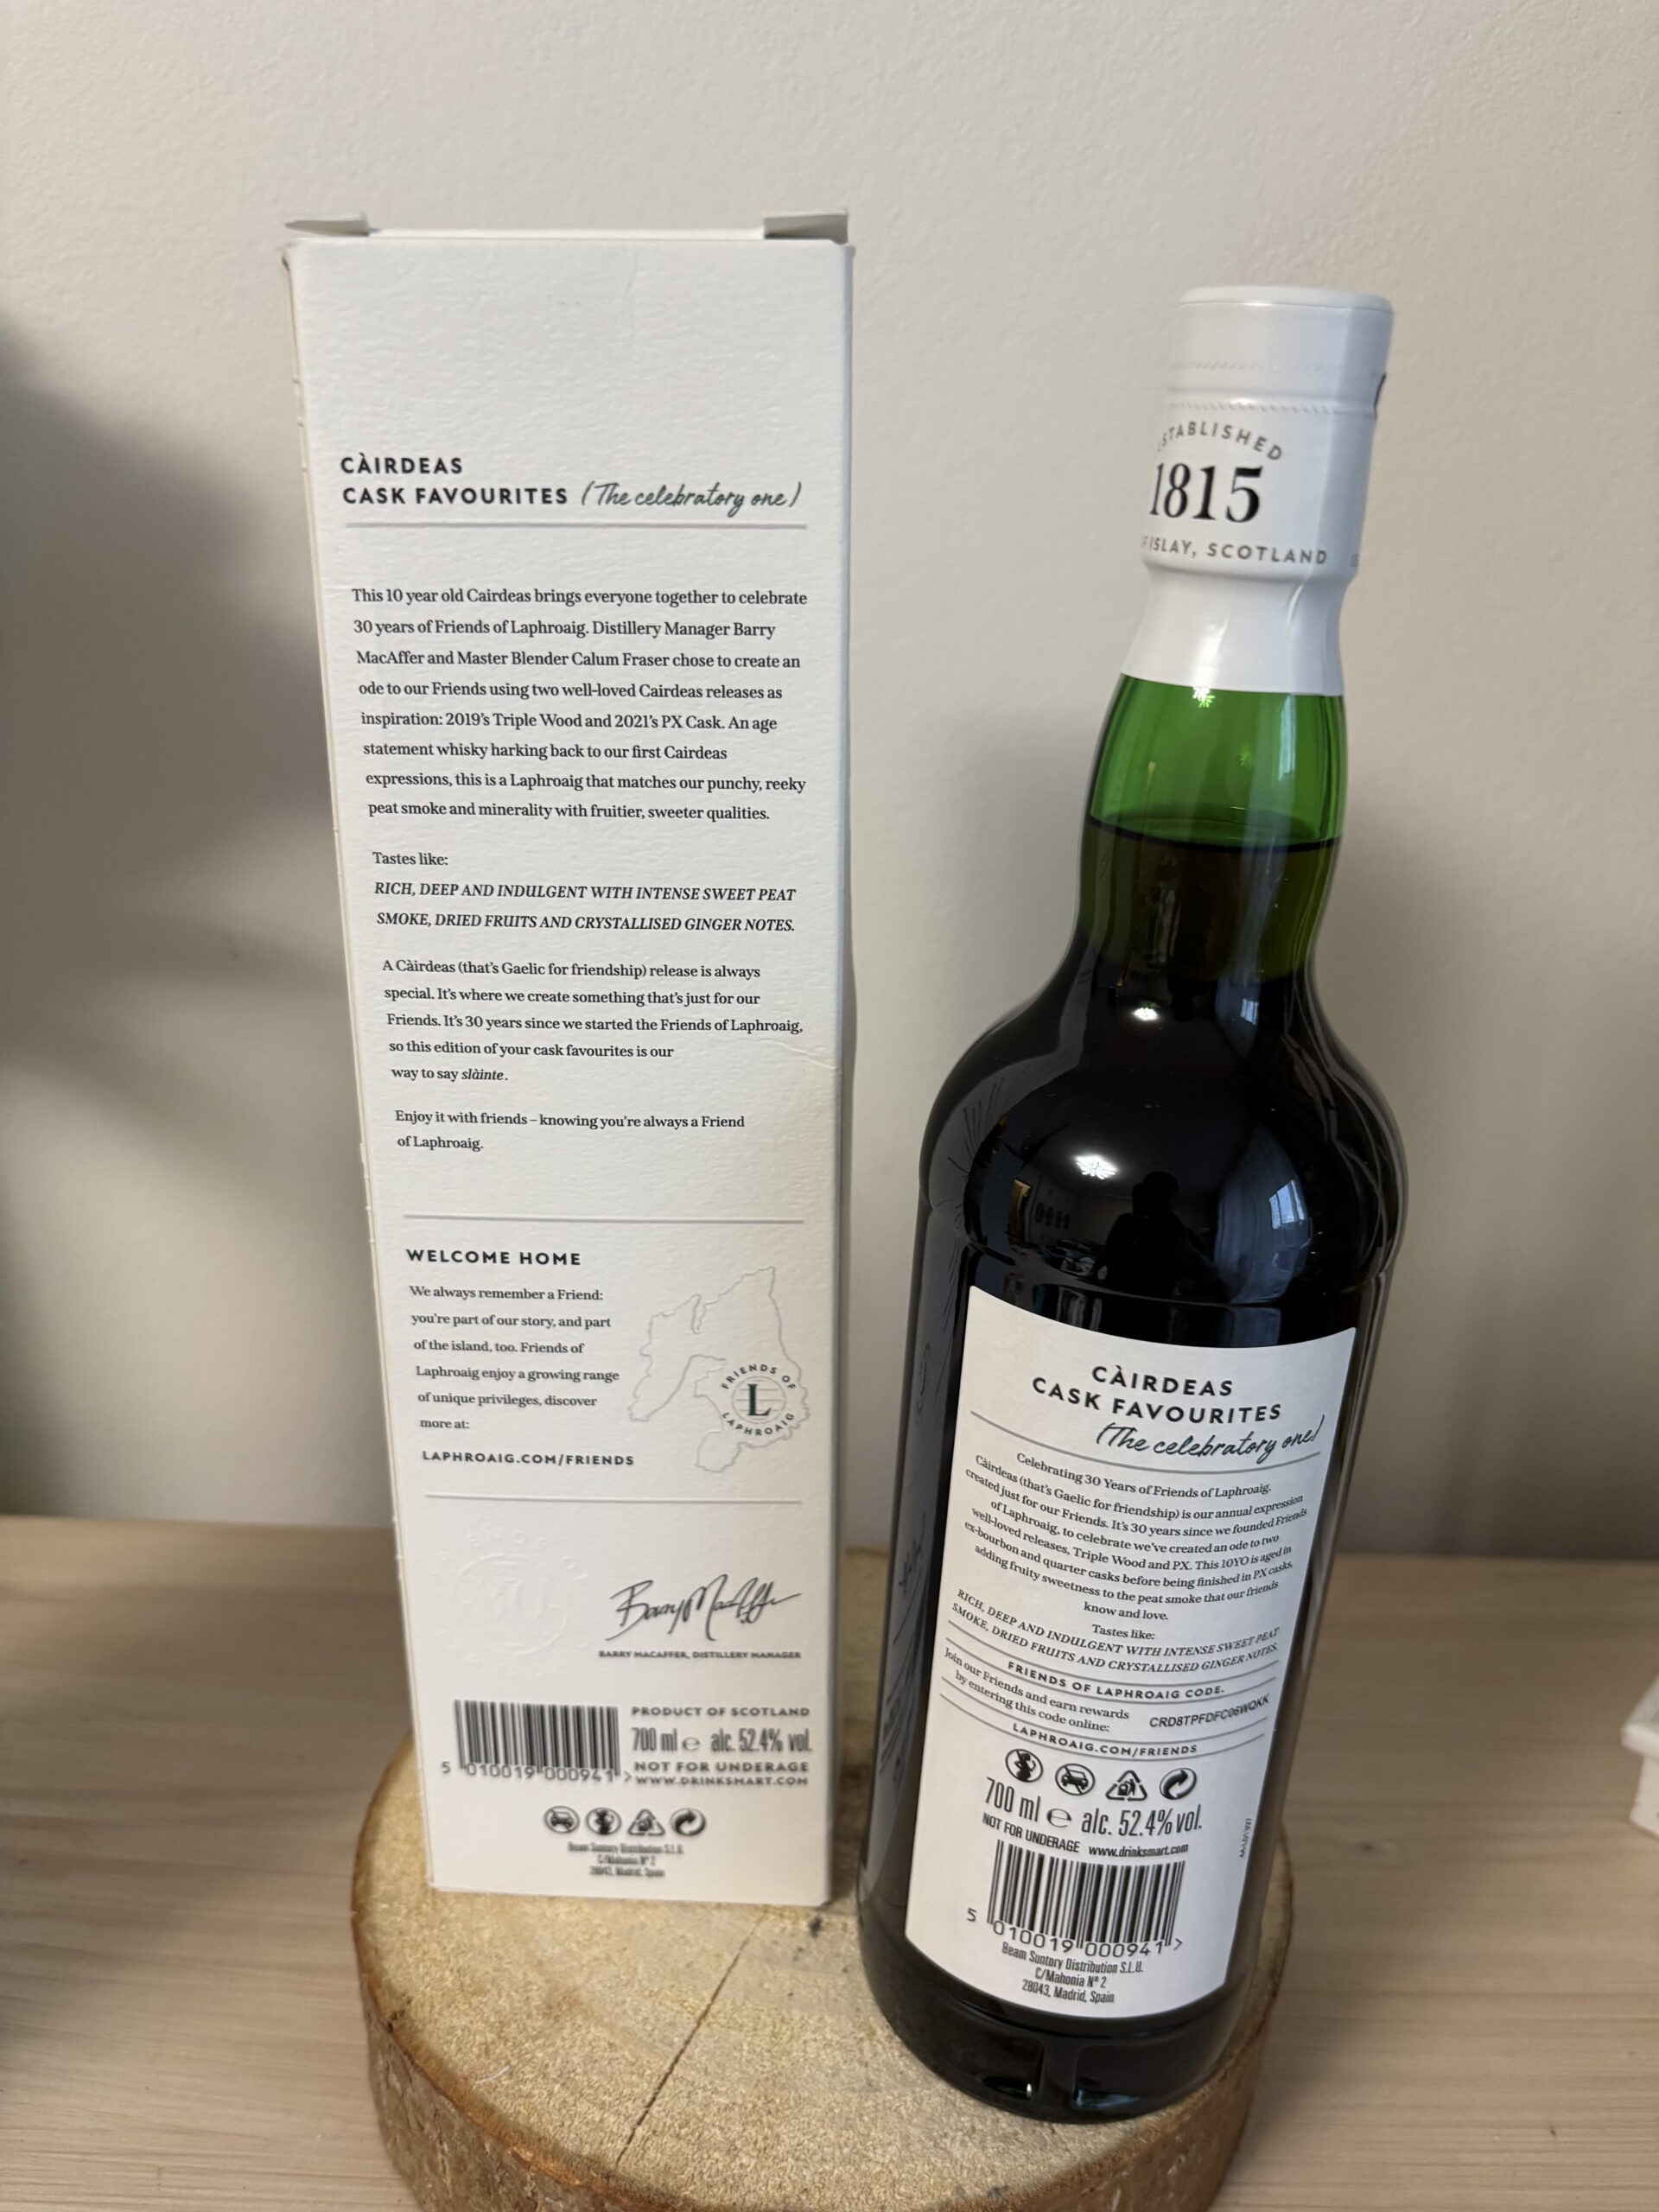 CÀIRDEAS
CASK FAVOURITES (The celebratory one)
This 10 year old Cairdeas brings everyone together to celebrate
30 years of Friends of Laphroaig. Distillery Manager Barry
MacAffer and Master Blender Calum Fraser chose to create an
ode to our Friends using two well-loved Cairdeas releases as
inspiration: 2019's Triple Wood and 2021's PX Cask. An age
statement whisky harking back to our first Cairdeas
expressions, this is a Laphroaig that matches our punchy, reeky
peat smoke and minerality with fruitier, sweeter qualities.
Tastes like:
RICH, DEEP AND INDULGENT WITH INTENSE SWEET PEAT
SMOKE, DRIED FRUITS AND CRYSTALLISED GINGER NOTES.
A Càirdeas (that's Gaelic for friendship) release is always
special. It's where we create something that's just for our
Friends. It's 30 years since we started the Friends of Laphroaig,
so this edition of your cask favourites is our
way to say slàinte.
Enjoy it with friends – knowing you're always a Friend
of Laphroaig.
WELCOME HOME
We always remember a Friend:
you're part of our story, and part
of the island, too. Friends of
Laphroaig enjoy a growing range
of unique privileges, discover
more at:
LAPHROAIG.COM/FRIENDS
FRIENDS OF
L
LAPHROAIG
Barry MacAffer
BARRY MACAFFER, DISTILLERY MANAGER
PRODUCT OF SCOTLAND
700 ml e alc. 52.4% vol.
NOT FOR UNDERAGE
WWW.DRINKSMART.COM
5 010019 000941 >
Beam Suntory Distribution S.L.U.
C/Mahonia Nº 2
28043, Madrid, Spain
STABLISHED
1815
F ISLAY, SCOTLAND
CÀIRDEAS
CASK FAVOURITES
(The celebratory one)
Celebrating 30 Years of Friends of Laphroaig.
Càirdeas (that's Gaelic for friendship) is our annual expression
created just for our Friends. It's 30 years since we founded Friends
of Laphroaig, to celebrate we've created an ode to two
well-loved releases, Triple Wood and PX. This 10YO is aged in
ex-bourbon and quarter casks before being finished in PX casks,
adding fruity sweetness to the peat smoke that our friends
know and love.
Tastes like:
RICH, DEEP AND INDULGENT WITH INTENSE SWEET PEAT
SMOKE, DRIED FRUITS AND CRYSTALLISED GINGER NOTES.
FRIENDS OF LAPHROAIG CODE.
Join our Friends and earn rewards
by entering this code online:
CRD8TPFDFC06WQKK
LAPHROAIG.COM/FRIENDS
700 ml e alc. 52.4% vol.
NOT FOR UNDERAGE www.drinksmart.com
5 010019 000941 >
Beam Suntory Distribution S.L.U.
C/Mahonia Nº 2
28043, Madrid, Spain